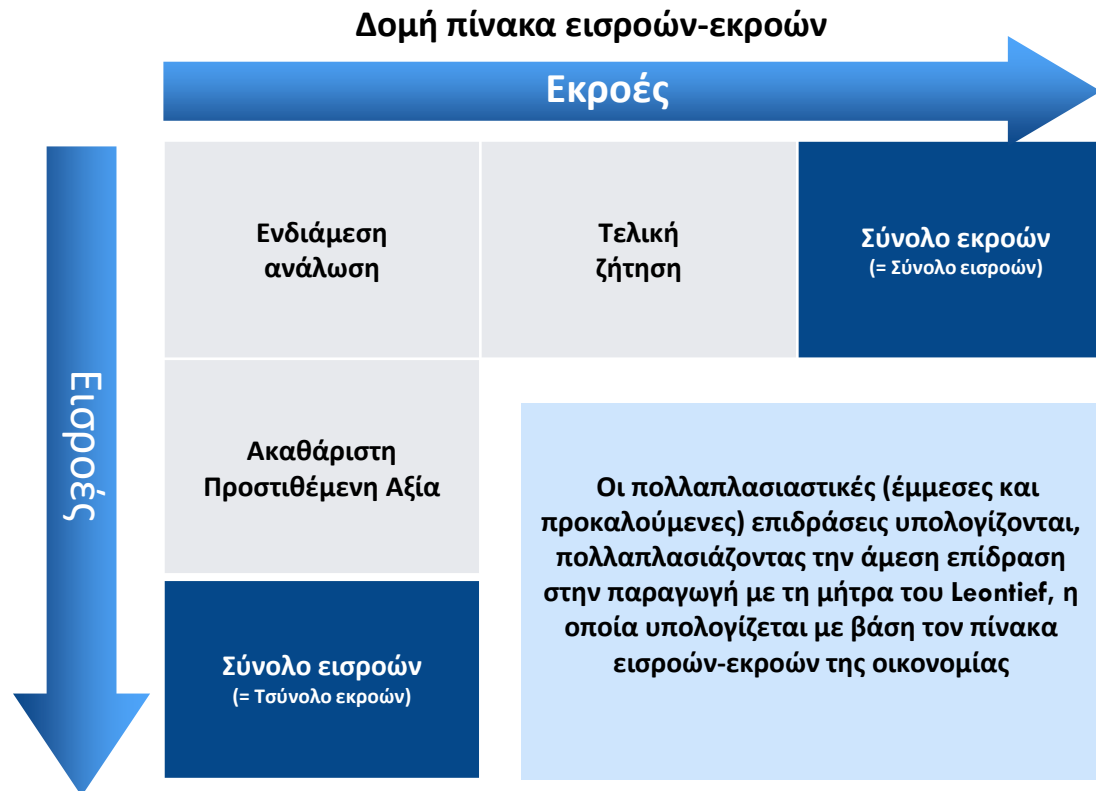 Δομή πίνακα εισροών-εκροών
Εκροές
Εισροές
Ενδιάμεση
ανάλωση
Τελική
ζήτηση
Σύνολο εκροών
(= Σύνολο εισροών)
Ακαθάριστη
Προστιθέμενη Αξία
Σύνολο εισροών
(= Τσύνολο εκροών)
Οι πολλαπλασιαστικές (έμμεσες και
προκαλούμενες) επιδράσεις υπολογίζονται,
πολλαπλασιάζοντας την άμεση επίδραση
στην παραγωγή με τη μήτρα του Leontief, η
οποία υπολογίζεται με βάση τον πίνακα
εισροών-εκροών της οικονομίας